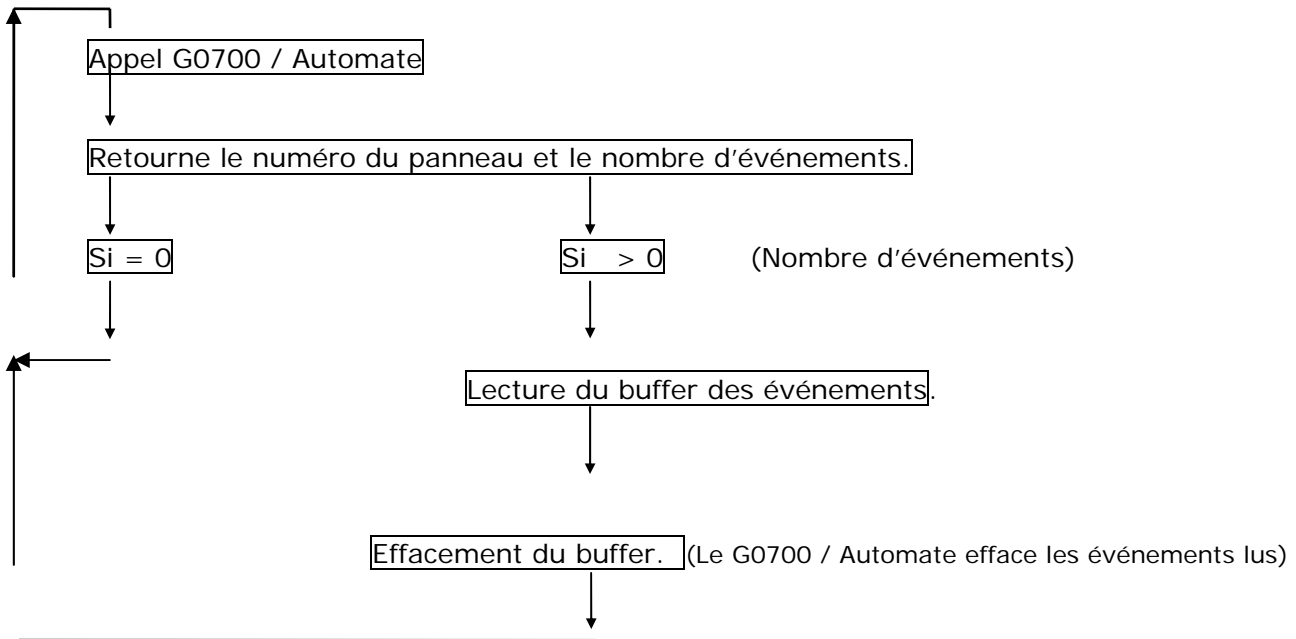 Appel G0700 / Automate
Retourne le numéro du panneau et le nombre d'événements.
Si = 0
Si > 0
(Nombre d'événements)
Lecture du buffer des événements.
Effacement du buffer. (Le G0700 / Automate efface les événements lus)